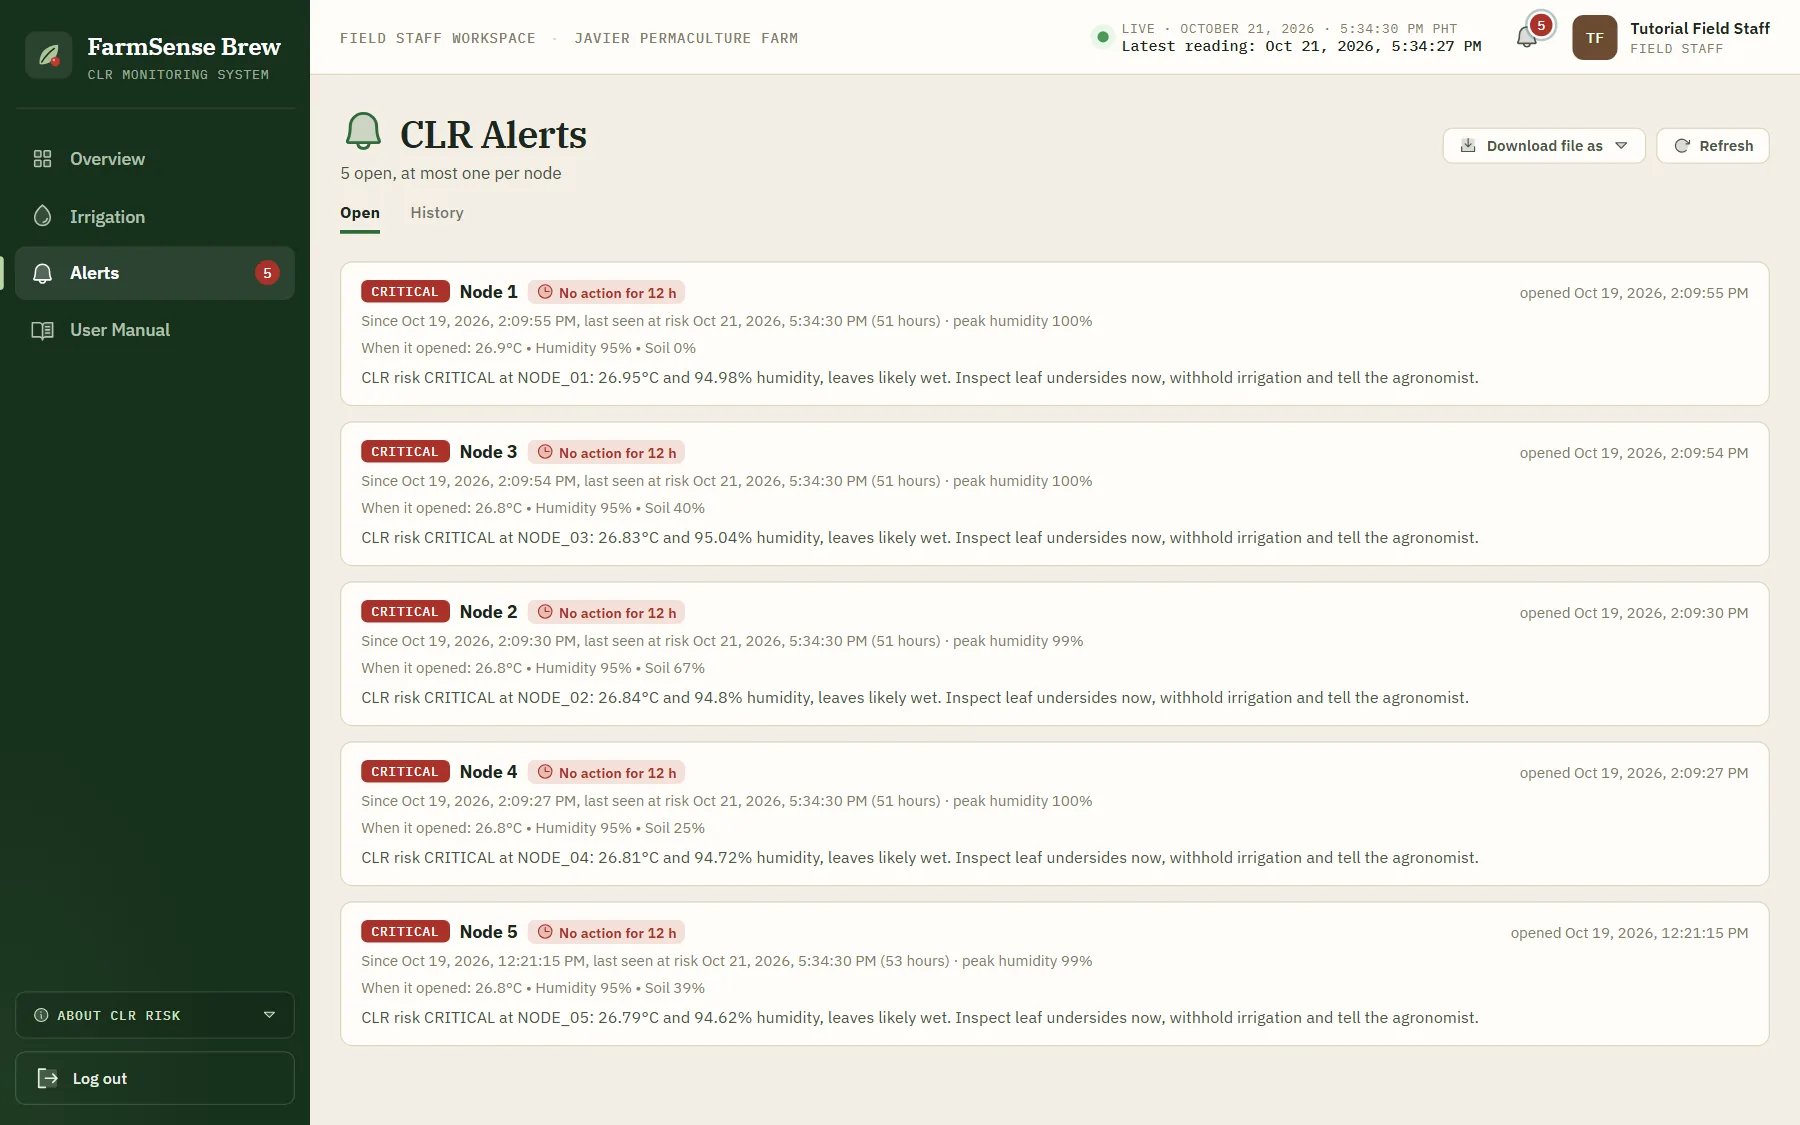 FarmSense Brew
CLR MONITORING SYSTEM
Overview
Irrigation
Alerts 5
User Manual
ABOUT CLR RISK
Log out
FIELD STAFF WORKSPACE - JAVIER PERMACULTURE FARM
LIVE · OCTOBER 21, 2026 · 5:34:30 PM PHT
Latest reading: Oct 21, 2026, 5:34:27 PM
5
TF
Tutorial Field Staff
FIELD STAFF
CLR Alerts
5 open, at most one per node
Download file as
Refresh
Open History
CRITICAL Node 1 No action for 12 h opened Oct 19, 2026, 2:09:55 PM
Since Oct 19, 2026, 2:09:55 PM, last seen at risk Oct 21, 2026, 5:34:30 PM (51 hours) · peak humidity 100%
When it opened: 26.9°C • Humidity 95% • Soil 0%
CLR risk CRITICAL at NODE_01: 26.95°C and 94.98% humidity, leaves likely wet. Inspect leaf undersides now, withhold irrigation and tell the agronomist.
CRITICAL Node 3 No action for 12 h opened Oct 19, 2026, 2:09:54 PM
Since Oct 19, 2026, 2:09:54 PM, last seen at risk Oct 21, 2026, 5:34:30 PM (51 hours) · peak humidity 100%
When it opened: 26.8°C • Humidity 95% • Soil 40%
CLR risk CRITICAL at NODE_03: 26.83°C and 95.04% humidity, leaves likely wet. Inspect leaf undersides now, withhold irrigation and tell the agronomist.
CRITICAL Node 2 No action for 12 h opened Oct 19, 2026, 2:09:30 PM
Since Oct 19, 2026, 2:09:30 PM, last seen at risk Oct 21, 2026, 5:34:30 PM (51 hours) · peak humidity 99%
When it opened: 26.8°C • Humidity 95% • Soil 67%
CLR risk CRITICAL at NODE_02: 26.84°C and 94.8% humidity, leaves likely wet. Inspect leaf undersides now, withhold irrigation and tell the agronomist.
CRITICAL Node 4 No action for 12 h opened Oct 19, 2026, 2:09:27 PM
Since Oct 19, 2026, 2:09:27 PM, last seen at risk Oct 21, 2026, 5:34:30 PM (51 hours) · peak humidity 100%
When it opened: 26.8°C • Humidity 95% • Soil 25%
CLR risk CRITICAL at NODE_04: 26.81°C and 94.72% humidity, leaves likely wet. Inspect leaf undersides now, withhold irrigation and tell the agronomist.
CRITICAL Node 5 No action for 12 h opened Oct 19, 2026, 12:21:15 PM
Since Oct 19, 2026, 12:21:15 PM, last seen at risk Oct 21, 2026, 5:34:30 PM (53 hours) · peak humidity 99%
When it opened: 26.8°C • Humidity 95% • Soil 39%
CLR risk CRITICAL at NODE_05: 26.79°C and 94.62% humidity, leaves likely wet. Inspect leaf undersides now, withhold irrigation and tell the agronomist.